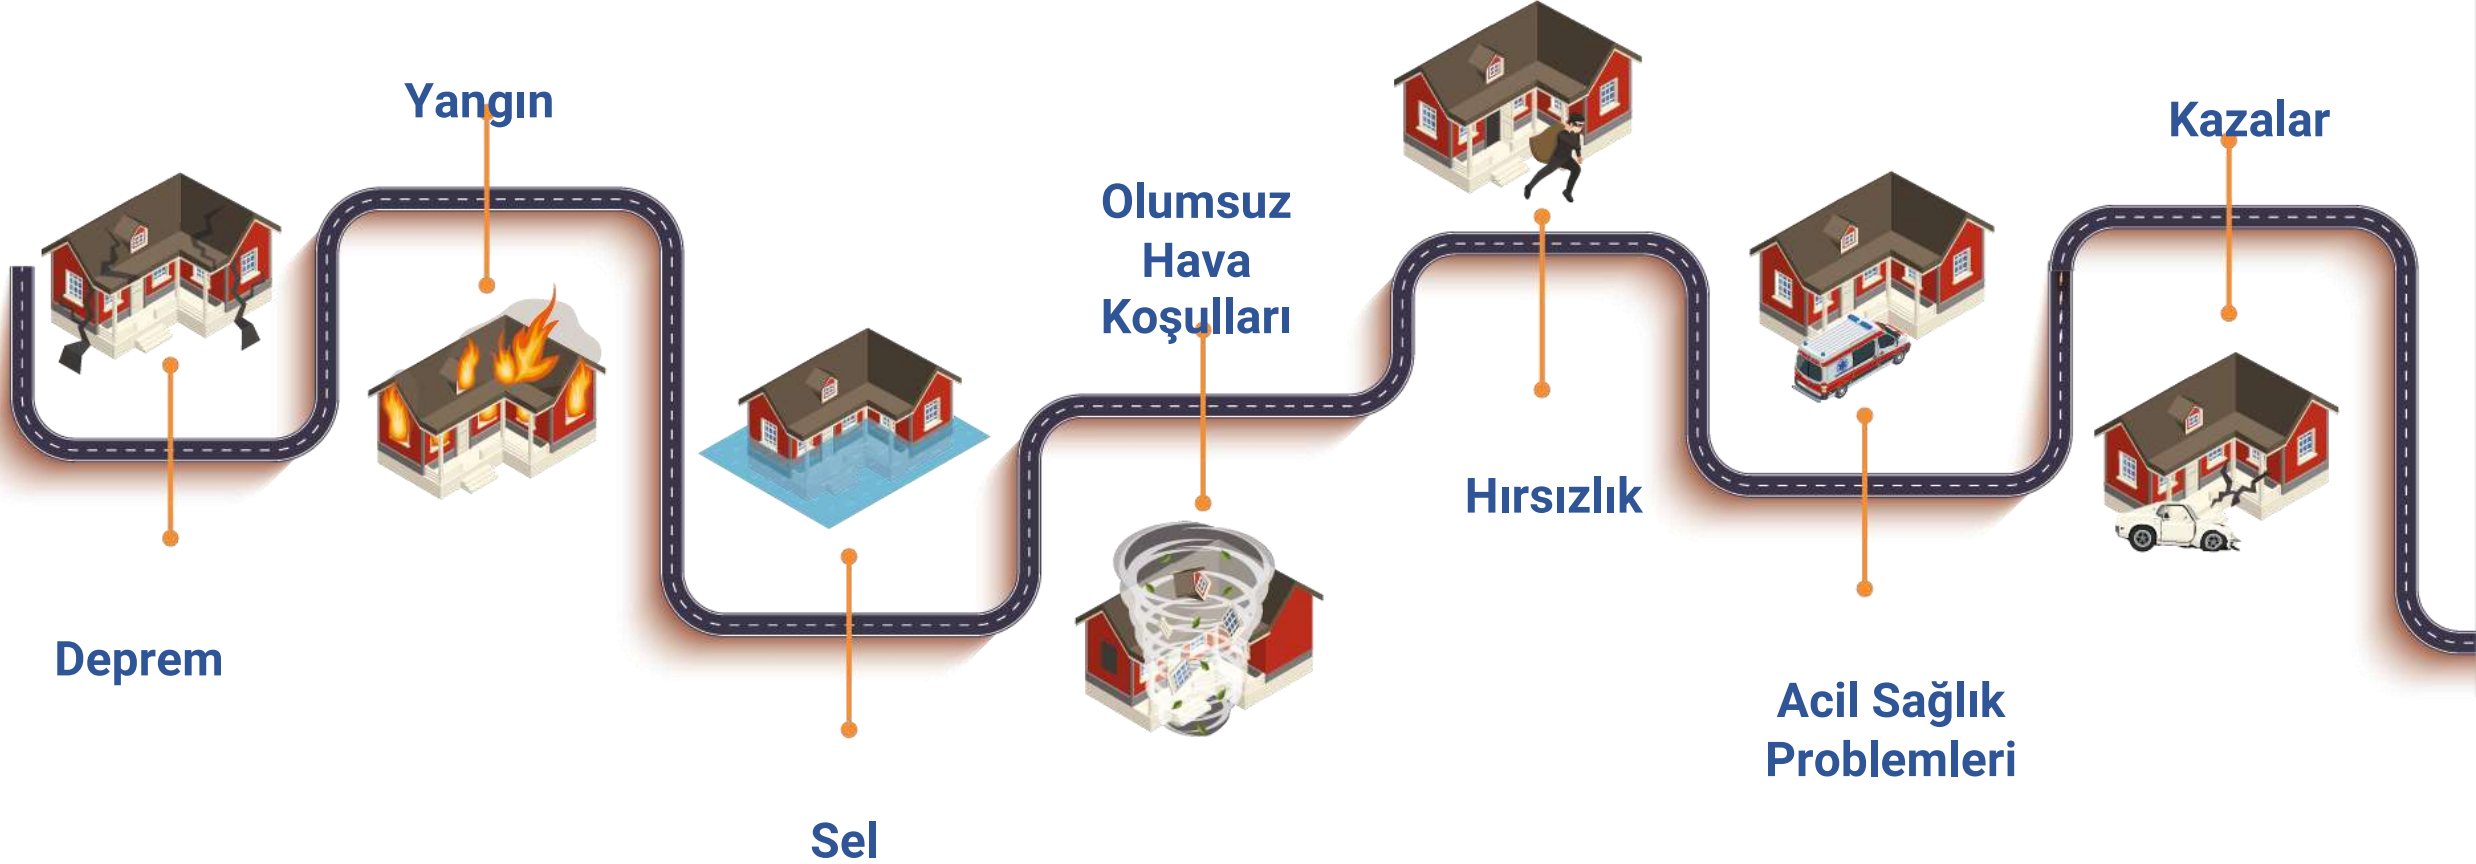 Deprem
Yangın
Sel
Olumsuz
Hava
Koşulları
Hırsızlık
Acil Sağlık
Problemleri
Kazalar